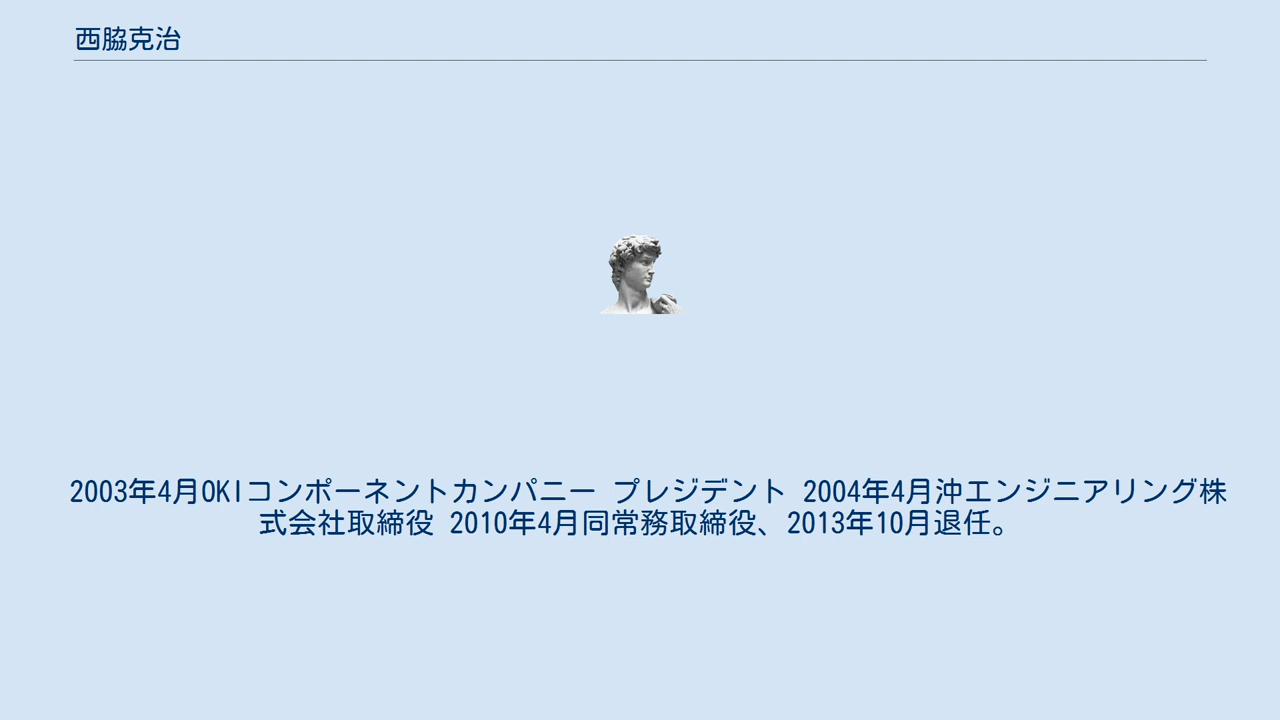 西脇克治
2003年4月OKIコンポーネントカンパニー プレジデント 2004年4月沖エンジニアリング株
式会社取締役 2010年4月同常務取締役、2013年10月退任。